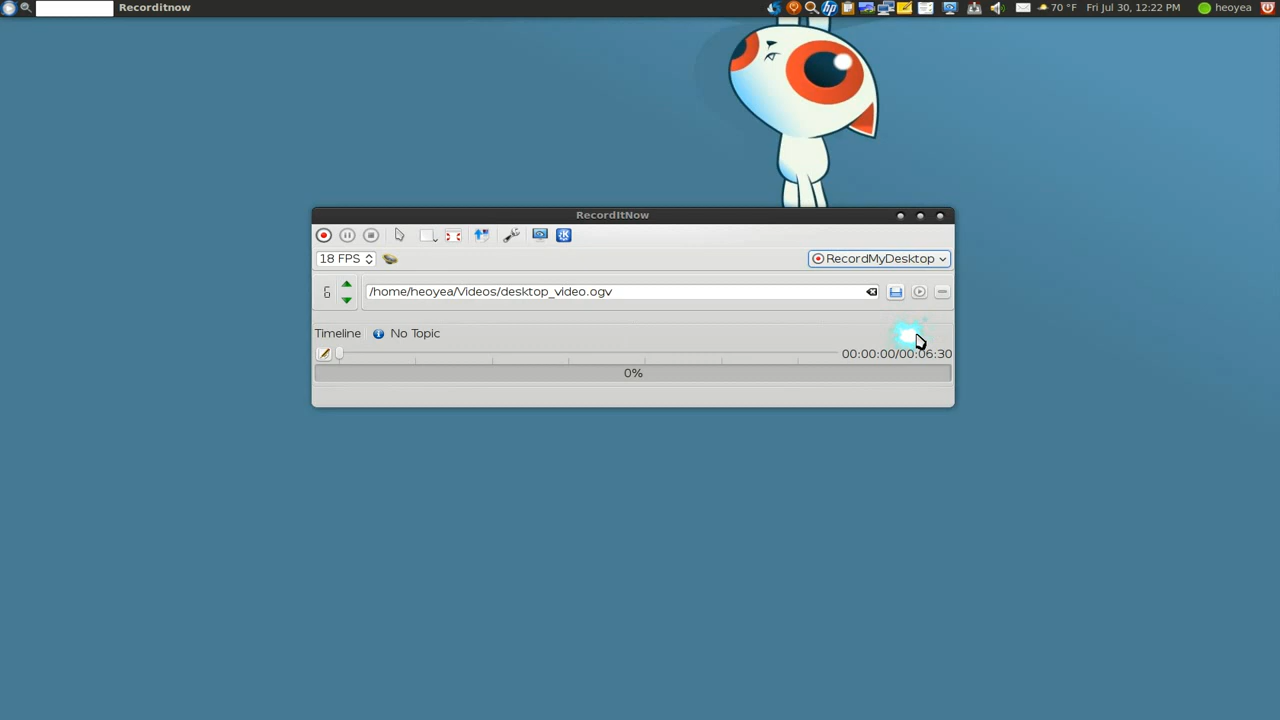 Recorditnow
70 °F Fri Jul 30, 12:22 PM heoyea
RecordItNow
18 FPS
RecordMyDesktop
/home/heoyea/Videos/desktop_video.ogv
Timeline No Topic
00:00:00/00:06:30
0%